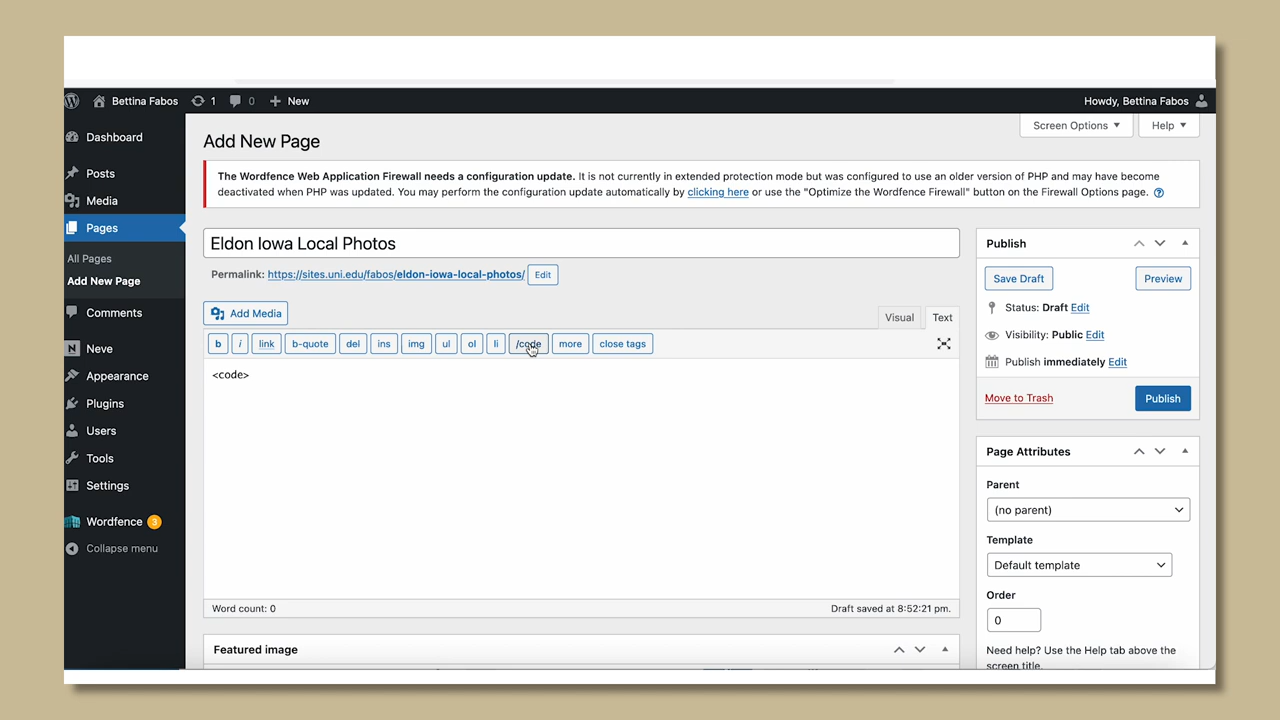 Bettina Fabos 1 0 New Howdy, Bettina Fabos
Dashboard
Posts
Media
Pages
All Pages
Add New Page
Comments
Neve
Appearance
Plugins
Users
Tools
Settings
Wordfence 3
Collapse menu
Screen Options Help
Add New Page
The Wordfence Web Application Firewall needs a configuration update. It is not currently in extended protection mode but was configured to use an older version of PHP and may have become
deactivated when PHP was updated. You may perform the configuration update automatically by clicking here or use the "Optimize the Wordfence Firewall" button on the Firewall Options page.
Eldon Iowa Local Photos
Permalink: https://sites.uni.edu/fabos/eldon-iowa-local-photos/ Edit
Add Media Visual Text
b i link b-quote del ins img ul ol li /code more close tags
<code>
Word count: 0 Draft saved at 8:52:21 pm.
Featured image
Publish
Save Draft Preview
Status: Draft Edit
Visibility: Public Edit
Publish immediately Edit
Move to Trash Publish
Page Attributes
Parent
(no parent)
Template
Default template
Order
0
Need help? Use the Help tab above the
screen title.